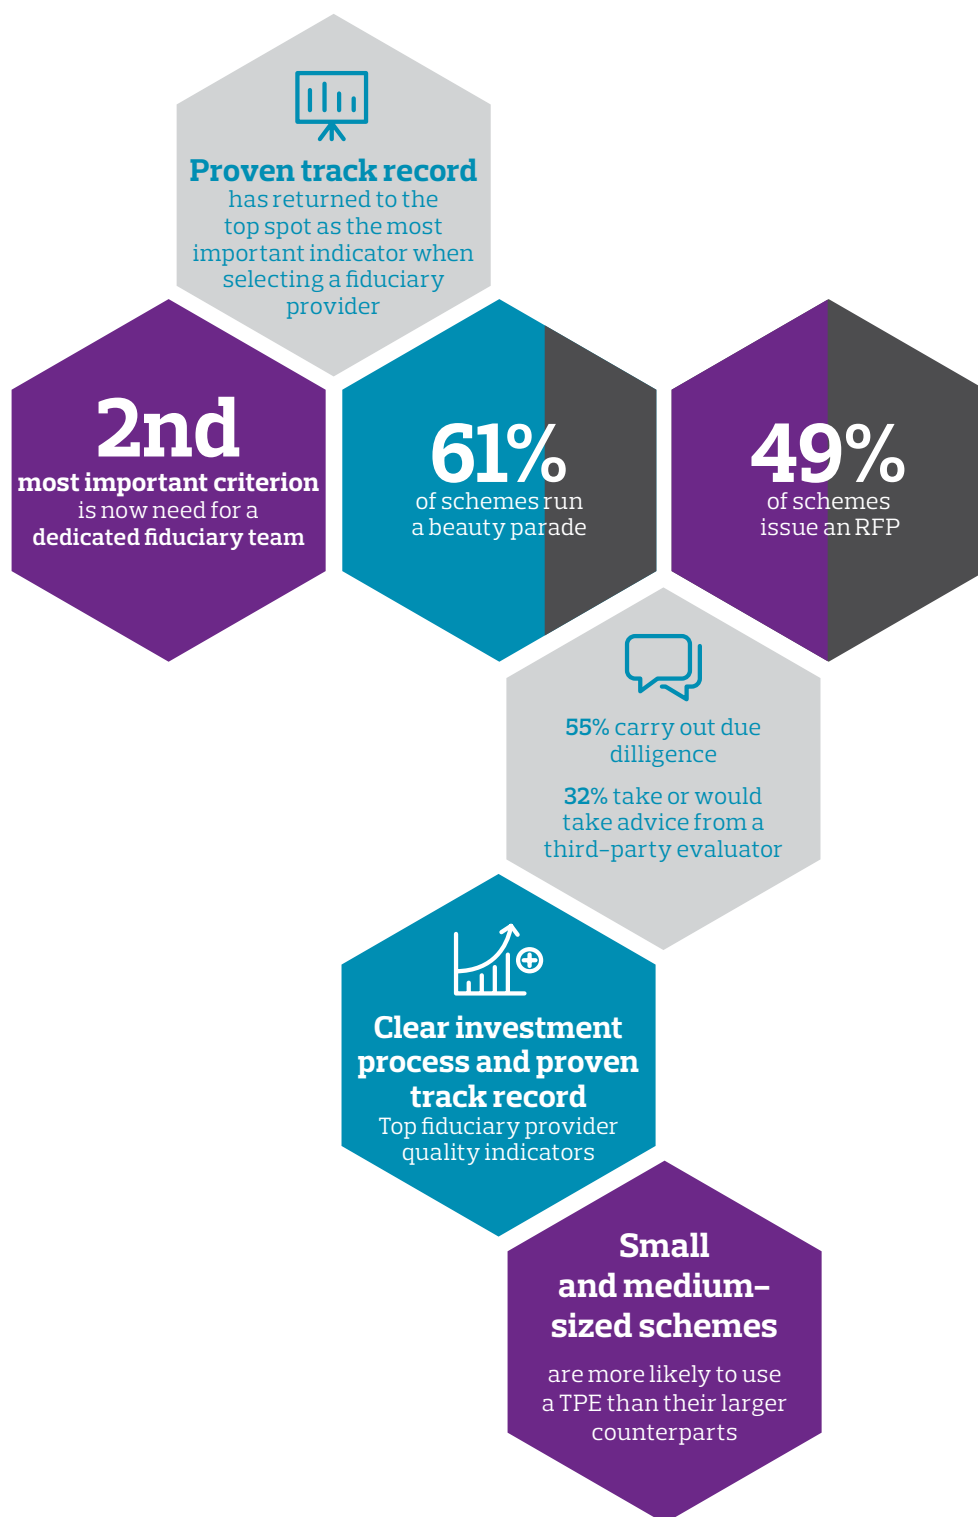 Proven track record
has returned to the
top spot as the most
important indicator when
selecting a fiduciary
provider
2nd
most important criterion
is now need for a
dedicated fiduciary team
61%
of schemes run
a beauty parade
49%
of schemes
issue an RFP
55% carry out due
dilligence
32% take or would
take advice from a
third-party evaluator
Clear investment
process and proven
track record
Top fiduciary provider
quality indicators
Small
and medium-
sized schemes
are more likely to use
a TPE than their larger
counterparts